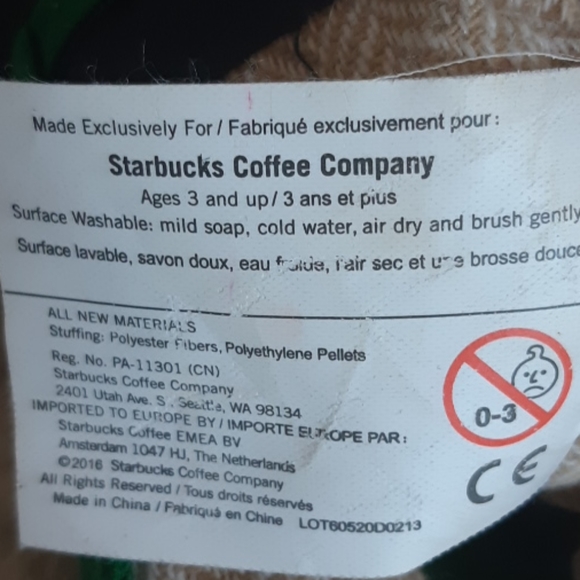 Made Exclusively For / Fabriqué exclusivement pour:
Starbucks Coffee Company
Ages 3 and up/ 3 ans et plus
Surface Washable: mild soap, cold water, air dry and brush gently
Surface lavable, savon doux, eau froide, l'air sec et une brosse douce
ALL NEW MATERIALS
Stuffing: Polyester Fibers, Polyethylene Pellets
Reg. No. PA-11301 (CN)
Starbucks Coffee Company
2401 Utah Ave. S. Seattle, WA 98134
IMPORTED TO EUROPE BY / IMPORTE EUROPE PAR:
Starbucks Coffee EMEA BV
Amsterdam 1047 HJ, The Netherlands
©2016 Starbucks Coffee Company
All Rights Reserved / Tous droits réservés
Made in China / Fabriqué en Chine LOT60520D0213
0-3
CE